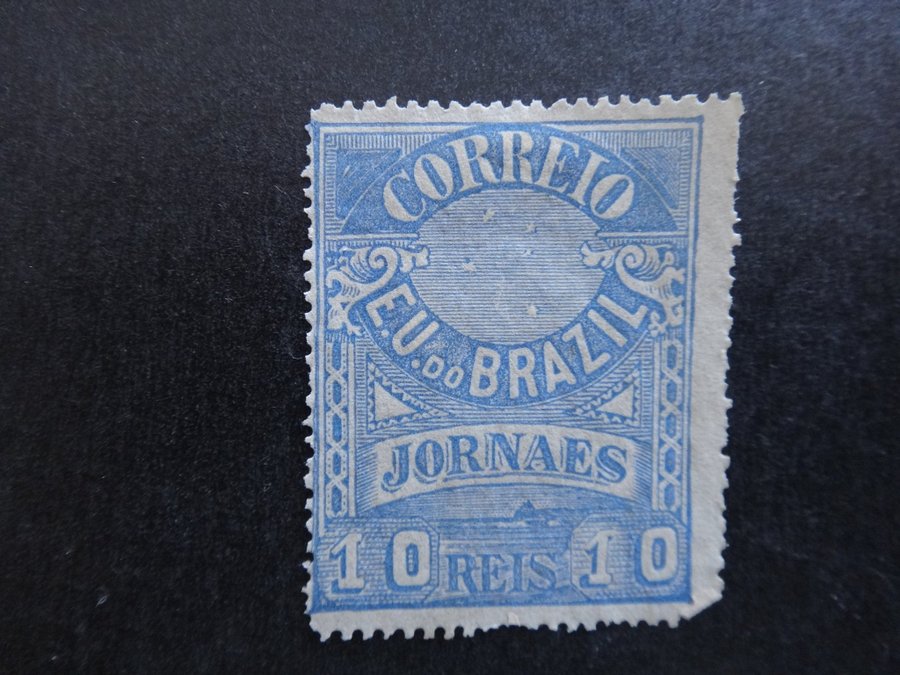 CORREIO
E.U.DO BRAZIL
JORNAES
10 REIS 10